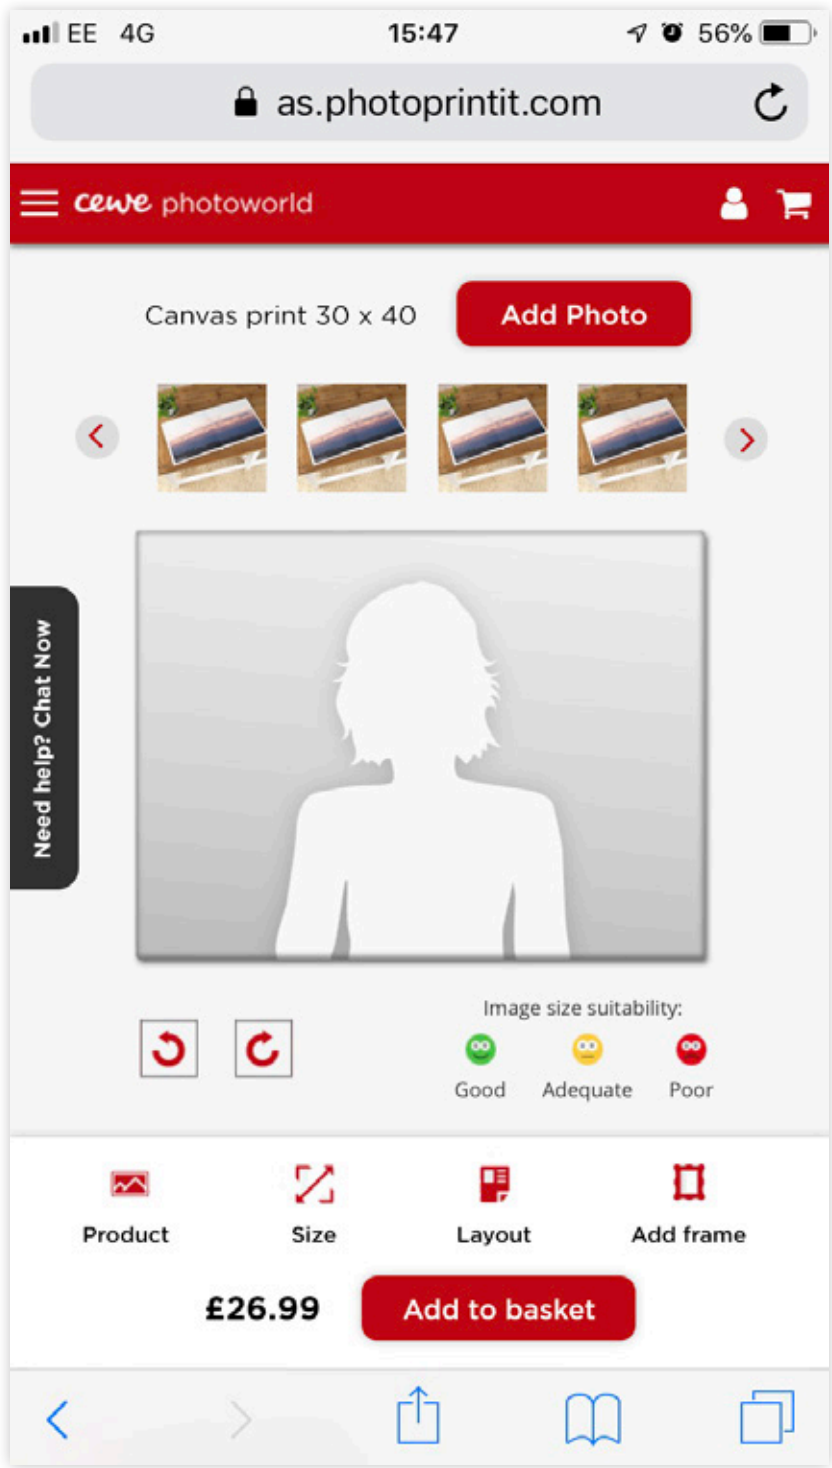 EE 4G 15:47 56%
as.photoprintit.com
cewe photoworld
Canvas print 30 x 40 Add Photo
Need help? Chat Now
Image size suitability:
Good Adequate Poor
Product Size Layout Add frame
£26.99 Add to basket